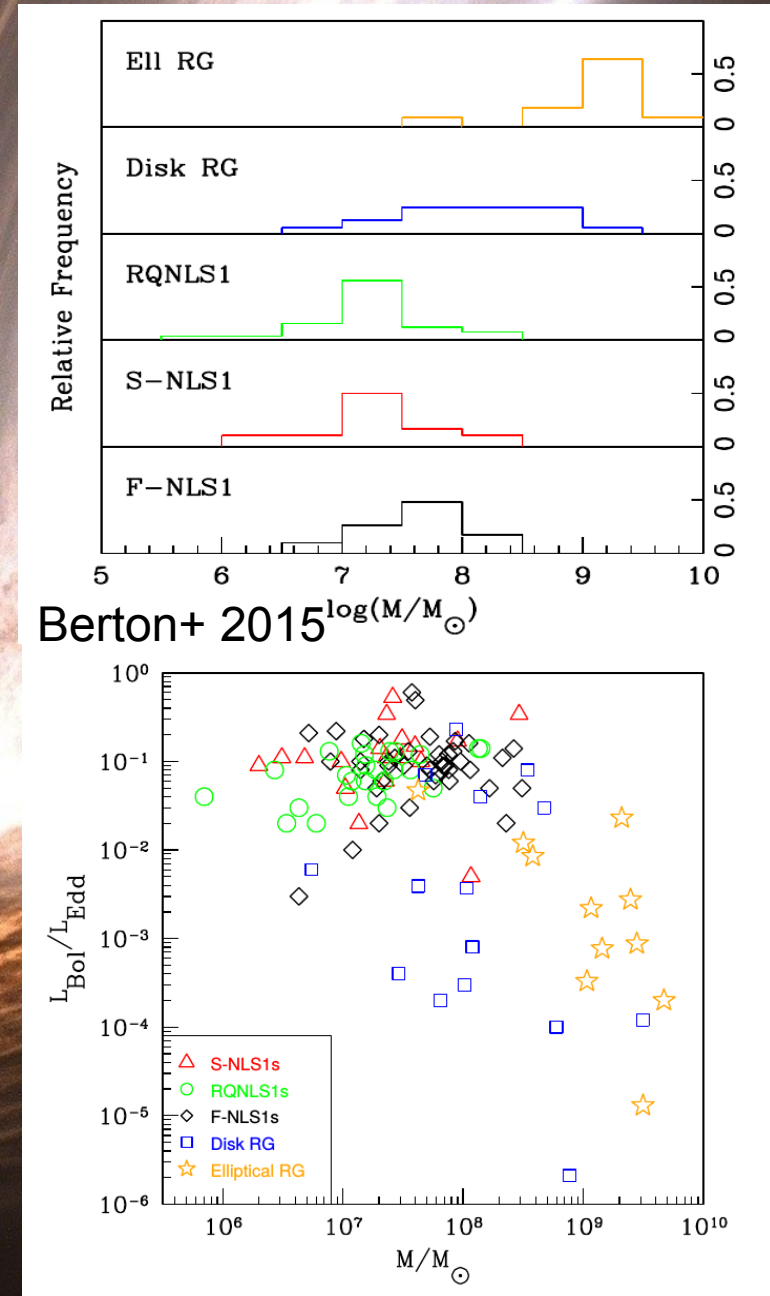 Ell RG
0.5
0
Disk RG
0.5
0
RQNLS1
0.5
0
S-NLS1
0.5
0
F-NLS1
0.5
0
Relative Frequency
5 6 7 8 9 10
log(M/M☉)
Berton+ 2015
10⁰
10⁻¹
10⁻²
10⁻³
10⁻⁴
10⁻⁵
10⁻⁶
L_Bol/L_Edd
S-NLS1s
RQNLS1s
F-NLS1s
Disk RG
Elliptical RG
10⁶ 10⁷ 10⁸ 10⁹ 10¹⁰
M/M☉